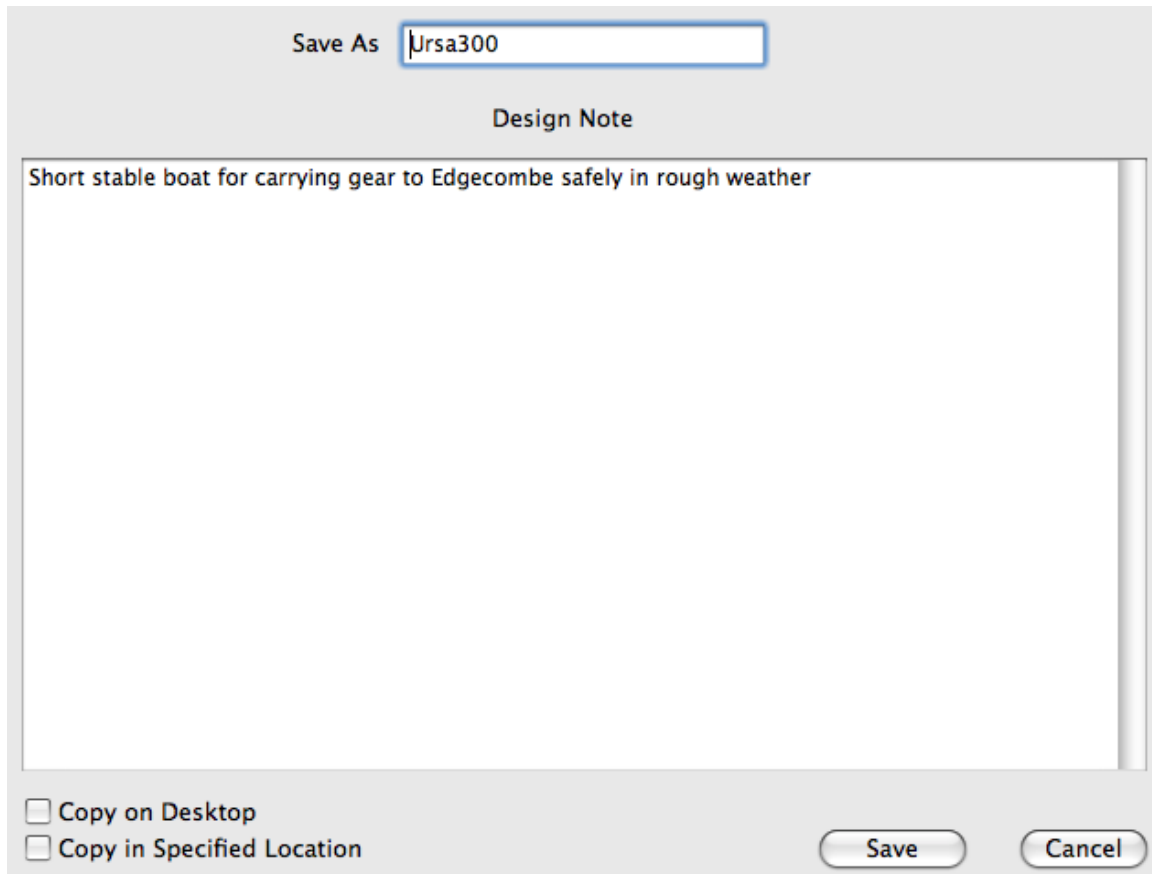 Save As Ursa300
Design Note
Short stable boat for carrying gear to Edgecombe safely in rough weather
Copy on Desktop
Copy in Specified Location
Save Cancel